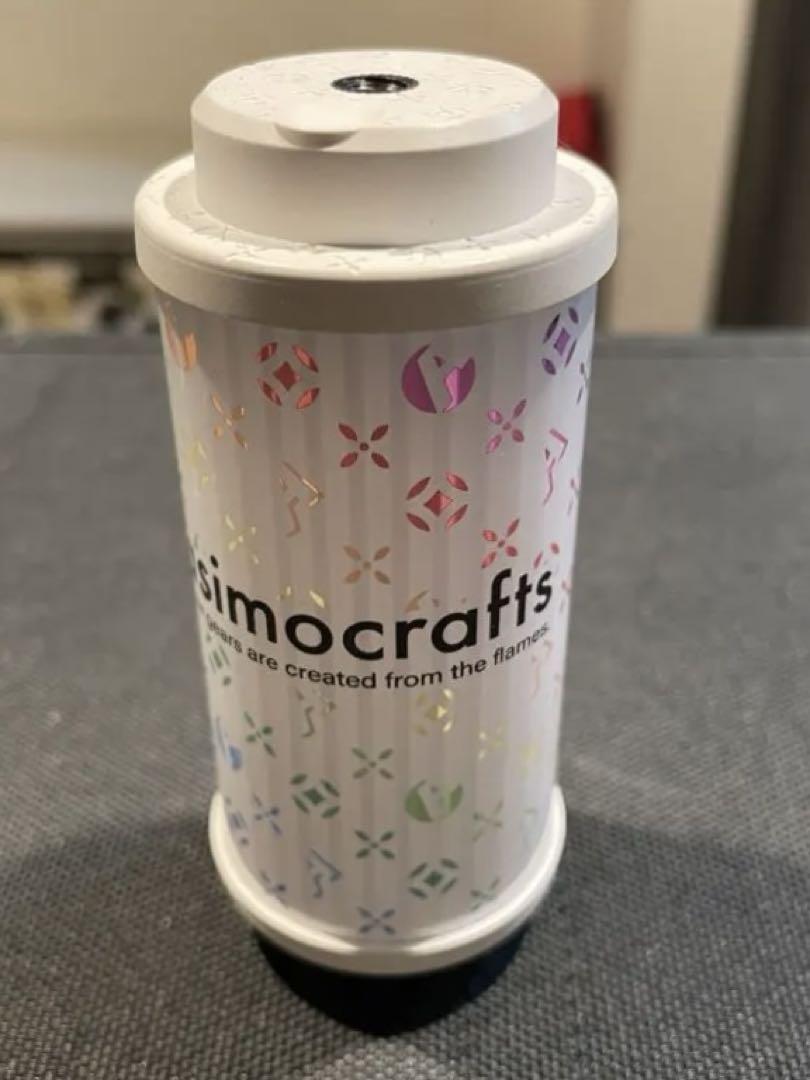 simocrafts
gears are created from the flames.